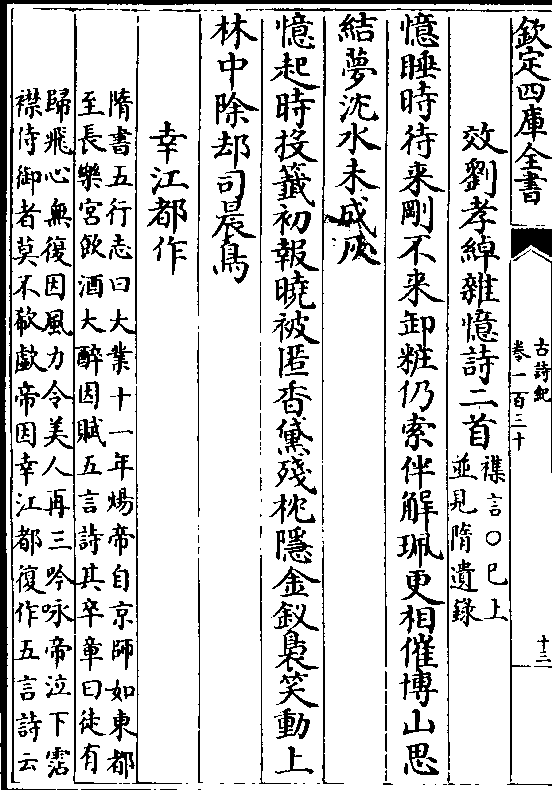 欽定四庫全書
古詩紀
卷一百三十
十三
效劉孝綽雜憶詩二首
襍言○已上
並見隋遺錄
憶睡時待来剛不来卸粧仍索伴解珮更相催博山思
結夢沈水未成灰
憶起時投籤初報曉被匿香黛殘枕隱金釵裊笑動上
林中除却司晨鳥
幸江都作
隋書五行志曰大業十一年煬帝自京師如東都
至長樂宮飲酒大醉因賦五言詩其卒章曰徒有
歸飛心無復因風力令美人再三吟咏帝泣下霑
襟侍御者莫不欷歔帝因幸江都復作五言詩云